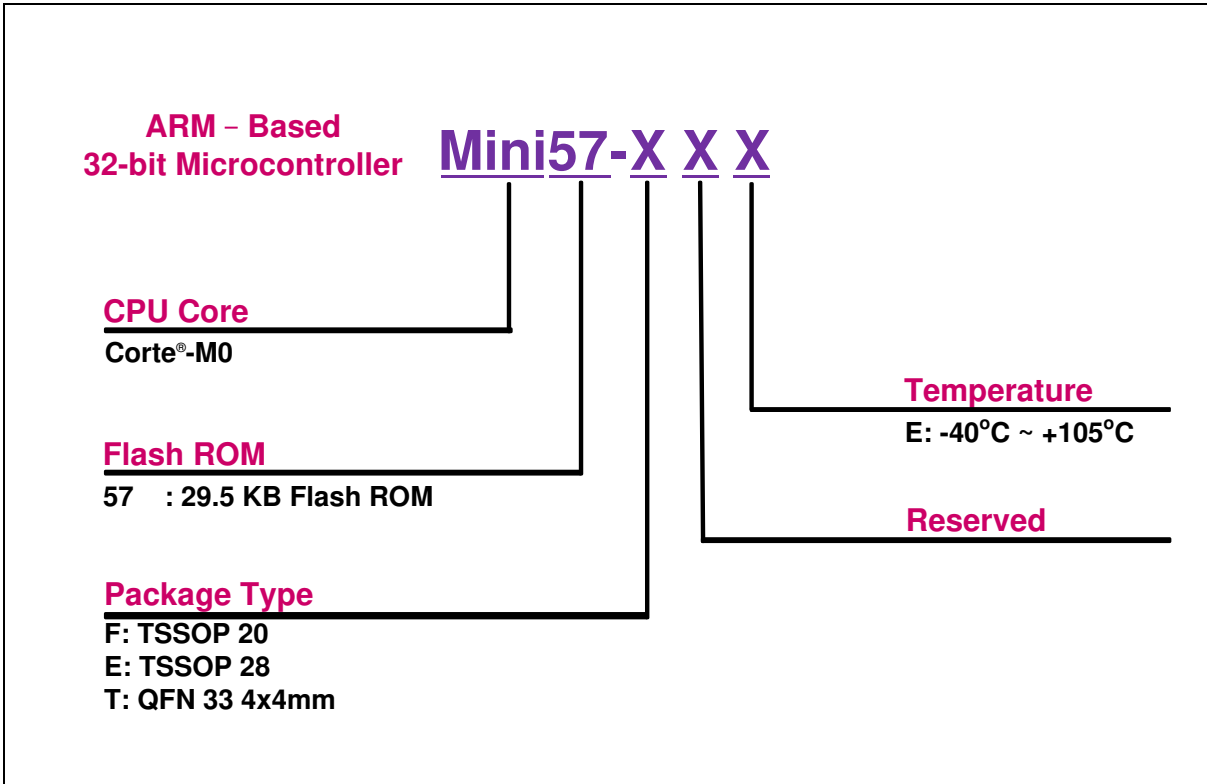 ARM – Based
32-bit Microcontroller
Mini57-X X X
CPU Core
Corte®-M0
Temperature
E: -40°C ~ +105°C
Flash ROM
57 : 29.5 KB Flash ROM
Reserved
Package Type
F: TSSOP 20
E: TSSOP 28
T: QFN 33 4x4mm